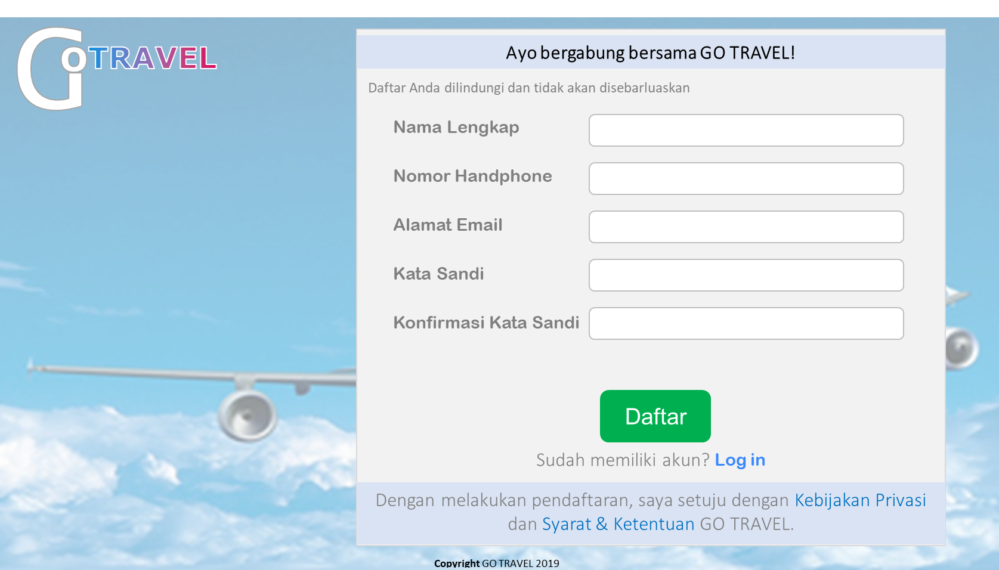 GO TRAVEL
Ayo bergabung bersama GO TRAVEL!
Daftar Anda dilindungi dan tidak akan disebarluaskan
Nama Lengkap
Nomor Handphone
Alamat Email
Kata Sandi
Konfirmasi Kata Sandi
Daftar
Sudah memiliki akun? Log in
Dengan melakukan pendaftaran, saya setuju dengan Kebijakan Privasi
dan Syarat & Ketentuan GO TRAVEL.
Copyright GO TRAVEL 2019